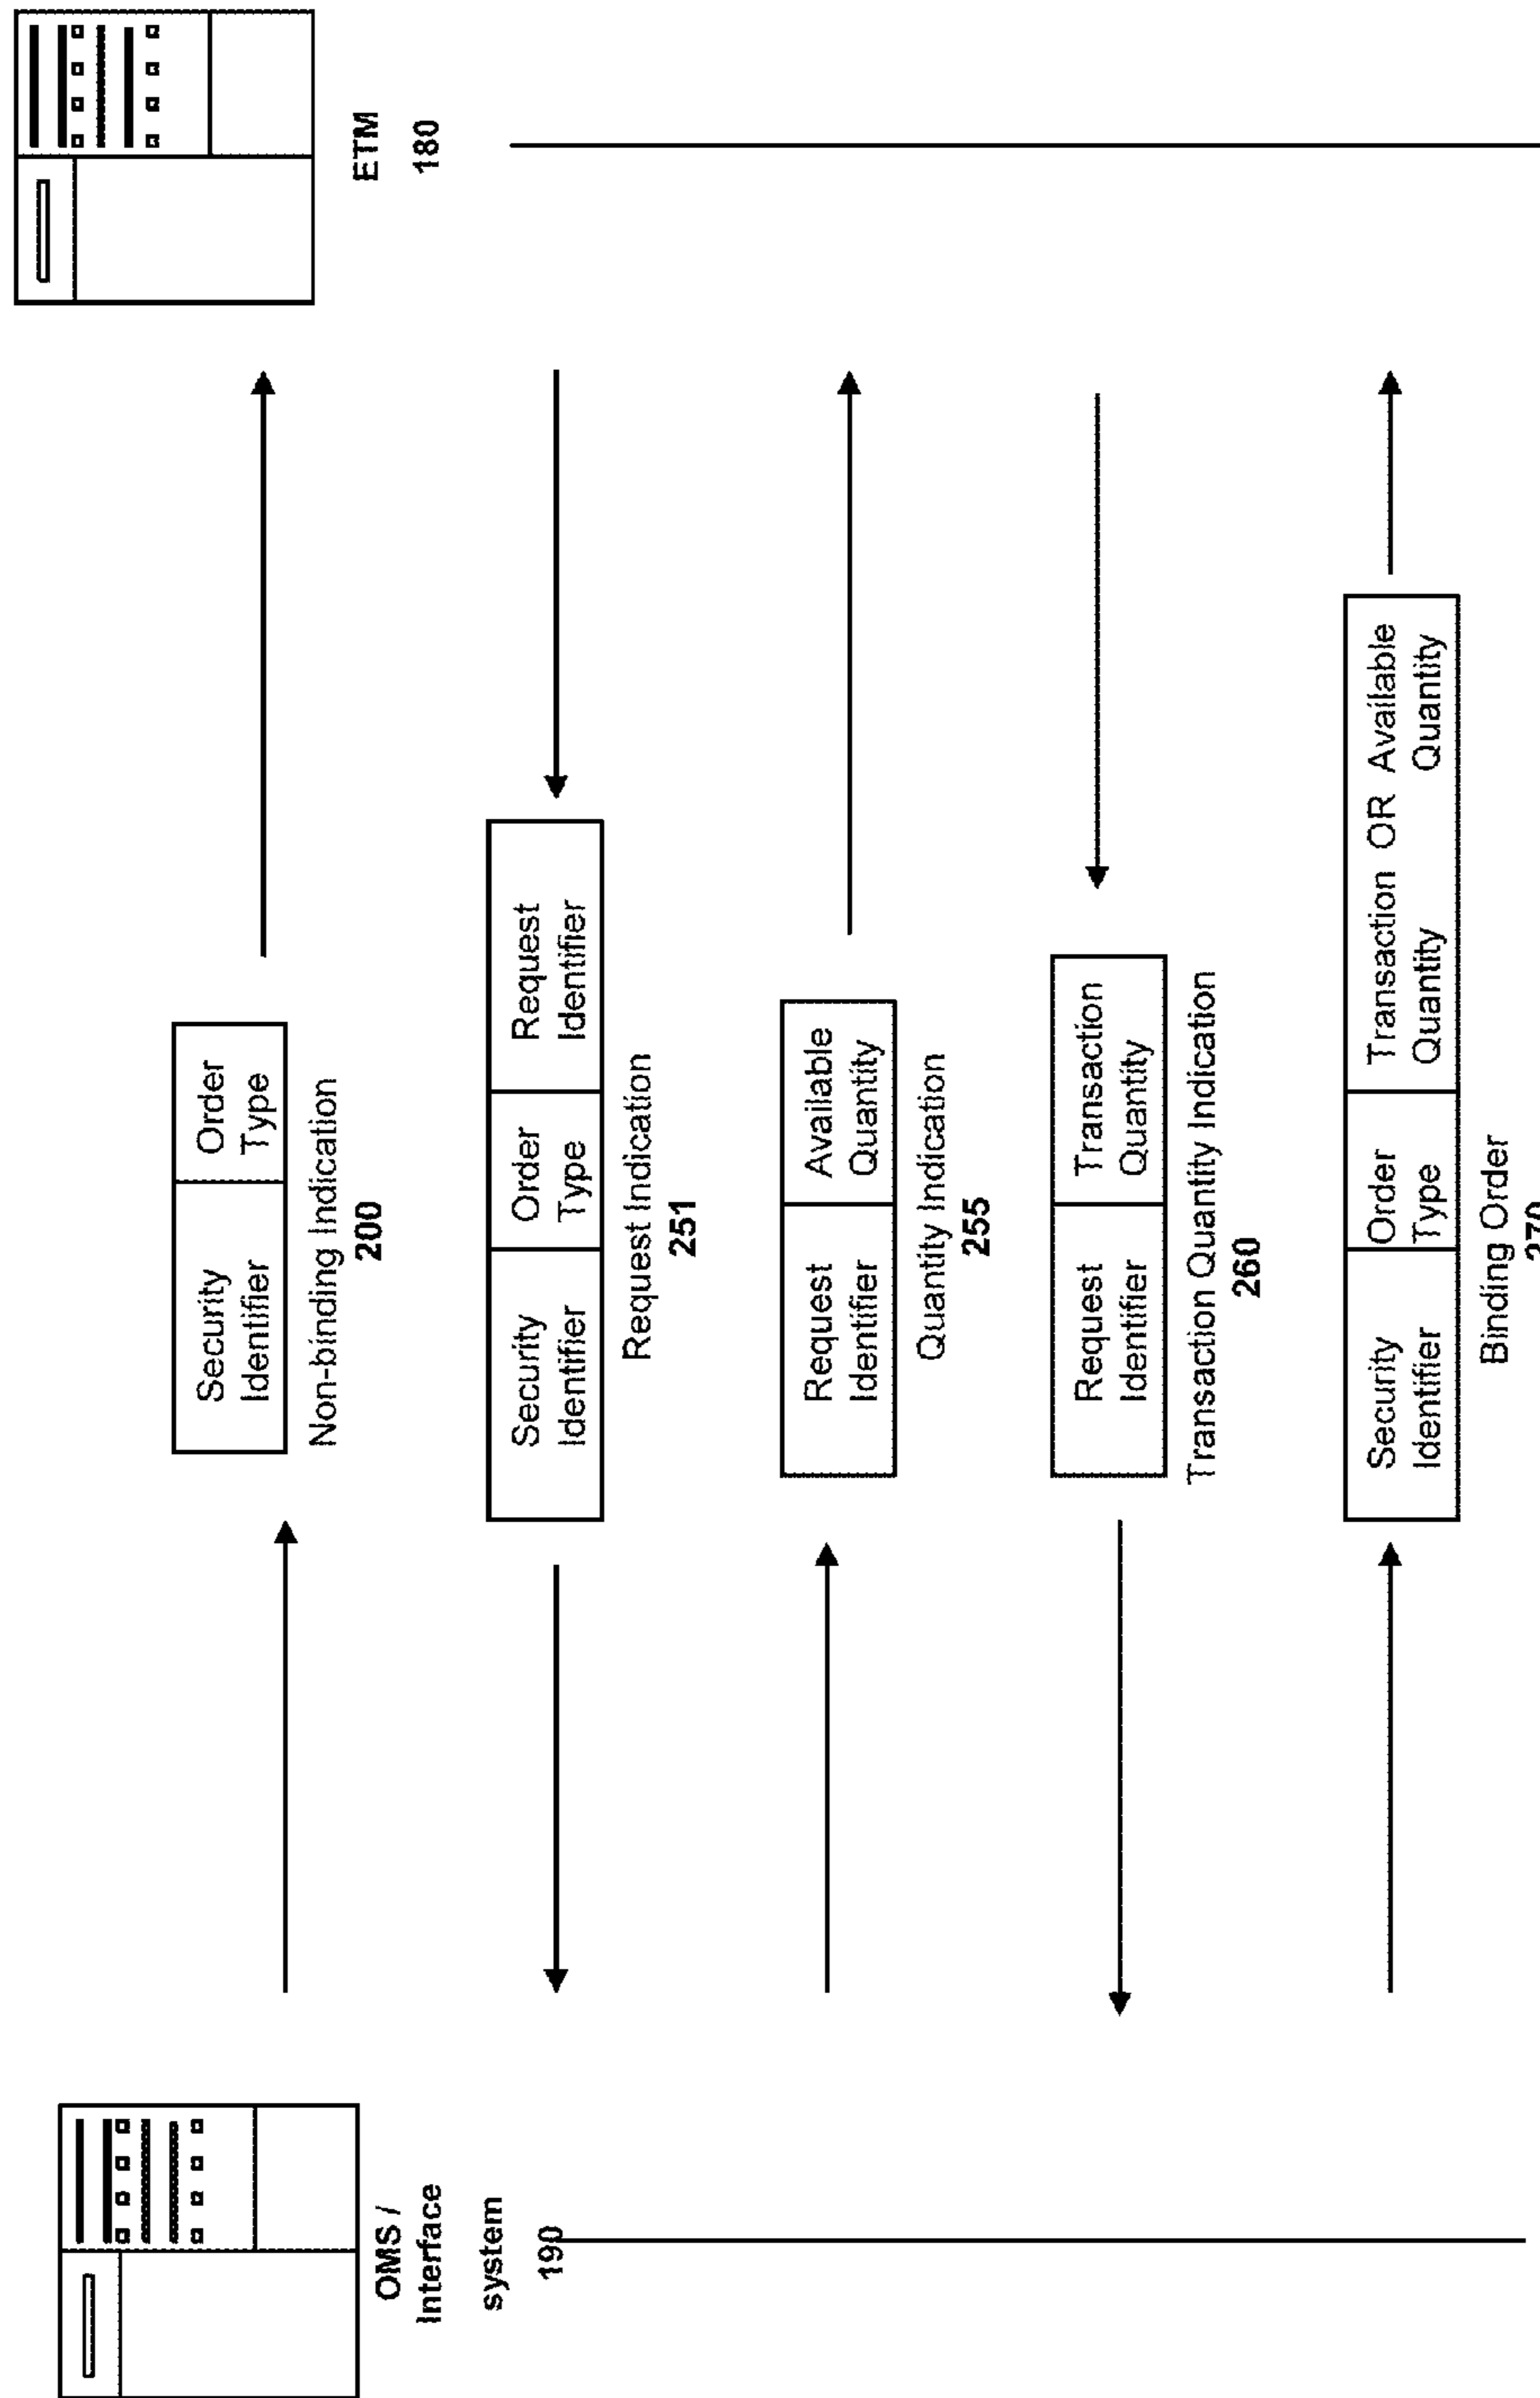 OMS /
Interface
system
190
ETM
180
Security
Identifier
Order
Type
Non-binding Indication
200
Security
Identifier
Order
Type
Request
Identifier
Request Indication
251
Request
Identifier
Available
Quantity
Quantity Indication
255
Request
Identifier
Transaction
Quantity
Transaction Quantity Indication
260
Security
Identifier
Order
Type
Transaction OR Available
Quantity Quantity
Binding Order
270